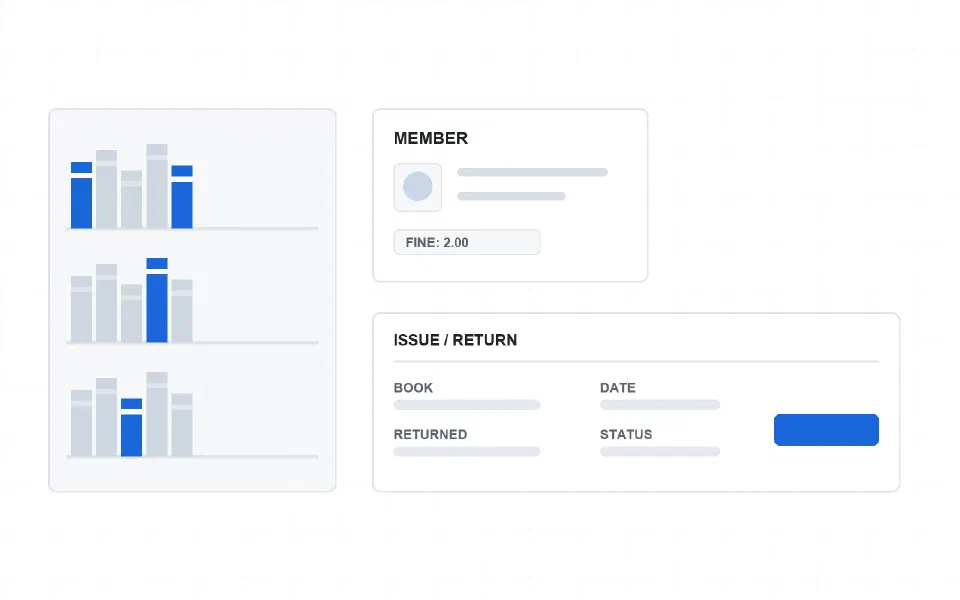 MEMBER
FINE: 2.00
ISSUE / RETURN
BOOK
DATE
RETURNED
STATUS